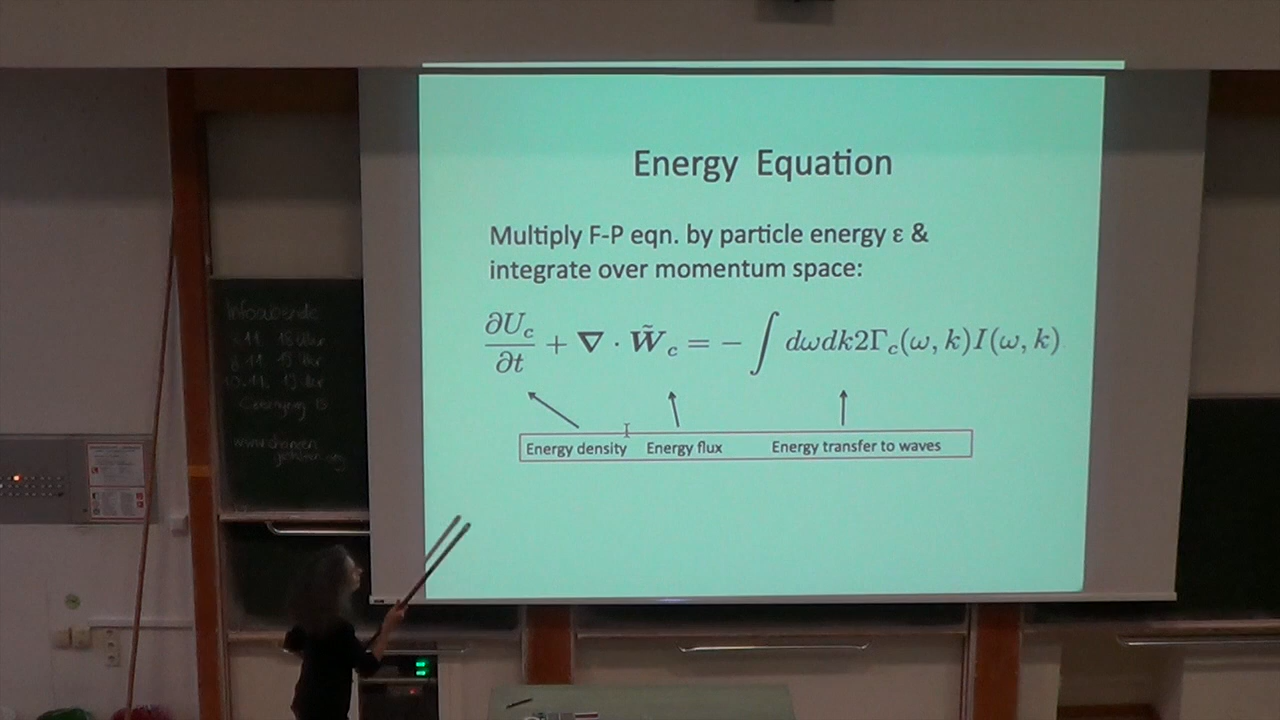 Energy Equation
Multiply F-P eqn. by particle energy ε &
integrate over momentum space:
∂U_c/∂t + ∇ · W̃_c = − ∫ dωdk2Γ_c(ω, k)I(ω, k)
Energy density Energy flux Energy transfer to waves
Infoabende